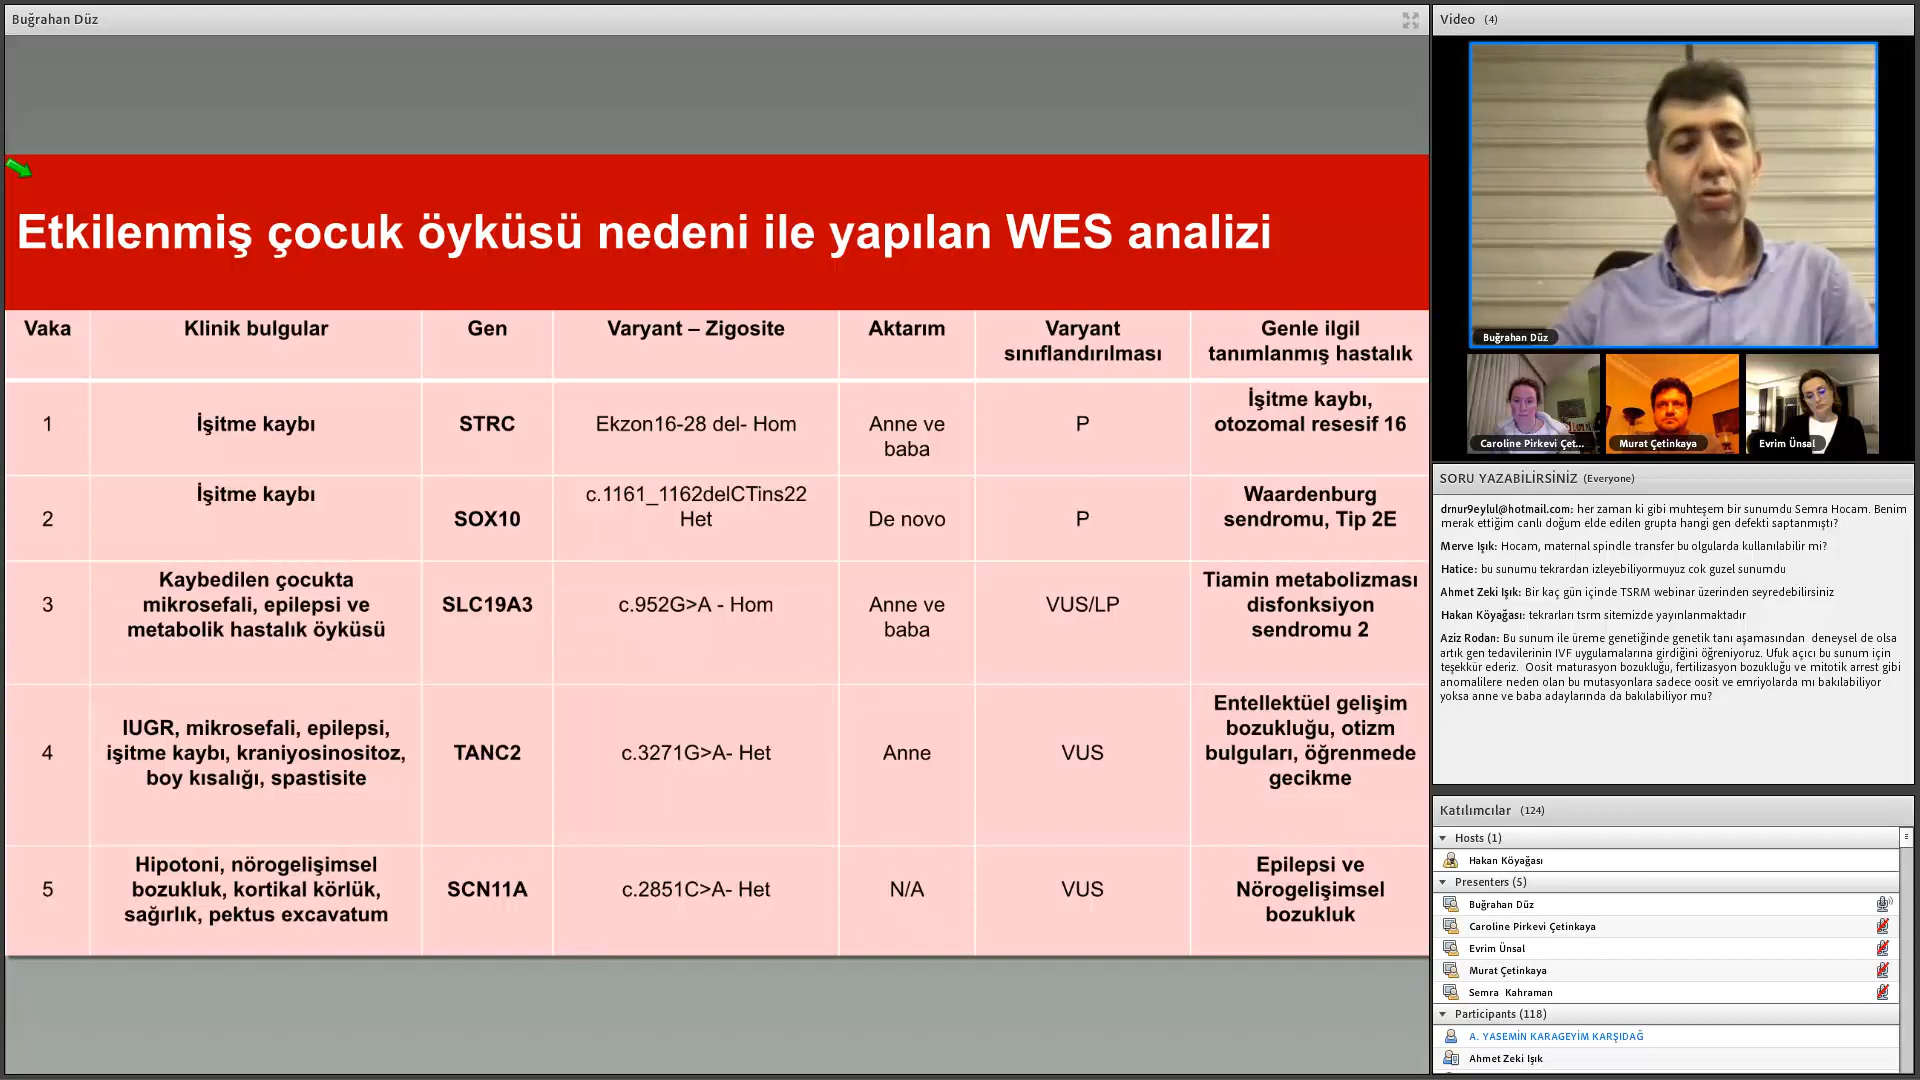 Buğrahan Düz
Etkilenmiş çocuk öyküsü nedeni ile yapılan WES analizi
Vaka
Klinik bulgular
Gen
Varyant – Zigosite
Aktarım
Varyant
sınıflandırılması
Genle ilgil
tanımlanmış hastalık
1
İşitme kaybı
STRC
Ekzon16-28 del- Hom
Anne ve
baba
P
İşitme kaybı,
otozomal resesif 16
2
İşitme kaybı
SOX10
c.1161_1162delCTins22
Het
De novo
P
Waardenburg
sendromu, Tip 2E
3
Kaybedilen çocukta
mikrosefali, epilepsi ve
metabolik hastalık öyküsü
SLC19A3
c.952G>A - Hom
Anne ve
baba
VUS/LP
Tiamin metabolizması
disfonksiyon
sendromu 2
4
IUGR, mikrosefali, epilepsi,
işitme kaybı, kraniyosinositoz,
boy kısalığı, spastisite
TANC2
c.3271G>A- Het
Anne
VUS
Entellektüel gelişim
bozukluğu, otizm
bulguları, öğrenmede
gecikme
5
Hipotoni, nörogelişimsel
bozukluk, kortikal körlük,
sağırlık, pektus excavatum
SCN11A
c.2851C>A- Het
N/A
VUS
Epilepsi ve
Nörogelişimsel
bozukluk
Video (4)
Buğrahan Düz
Caroline Pirkevi Çet...
Murat Çetinkaya
Evrim Ünsal
SORU YAZABİLİRSİNİZ (Everyone)
drnur9eylul@hotmail.com: her zaman ki gibi muhteşem bir sunumdu Semra Hocam. Benim
merak ettiğim canlı doğum elde edilen grupta hangi gen defekti saptanmıştı?
Merve Işık: Hocam, maternal spindle transfer bu olgularda kullanılabilir mi?
Hatice: bu sunumu tekrardan izleyebiliyormuyuz cok guzel sunumdu
Ahmet Zeki Işık: Bir kaç gün içinde TSRM webinar üzerinden seyredebilirsiniz
Hakan Köyağası: tekrarları tsrm sitemizde yayınlanmaktadır
Aziz Rodan: Bu sunum ile üreme genetiğinde genetik tanı aşamasından deneysel de olsa
artık gen tedavilerinin IVF uygulamalarına girdiğini öğreniyoruz. Ufuk açıcı bu sunum için
teşekkür ederiz. Oosit maturasyon bozukluğu, fertilizasyon bozukluğu ve mitotik arrest gibi
anomalilere neden olan bu mutasyonlara sadece oosit ve emriyolarda mı bakılabiliyor
yoksa anne ve baba adaylarında da bakılabiliyor mu?
Katılımcılar (124)
Hosts (1)
Hakan Köyağası
Presenters (5)
Buğrahan Düz
Caroline Pirkevi Çetinkaya
Evrim Ünsal
Murat Çetinkaya
Semra Kahraman
Participants (118)
A. YASEMİN KARAGEYİM KARŞIDAĞ
Ahmet Zeki Işık